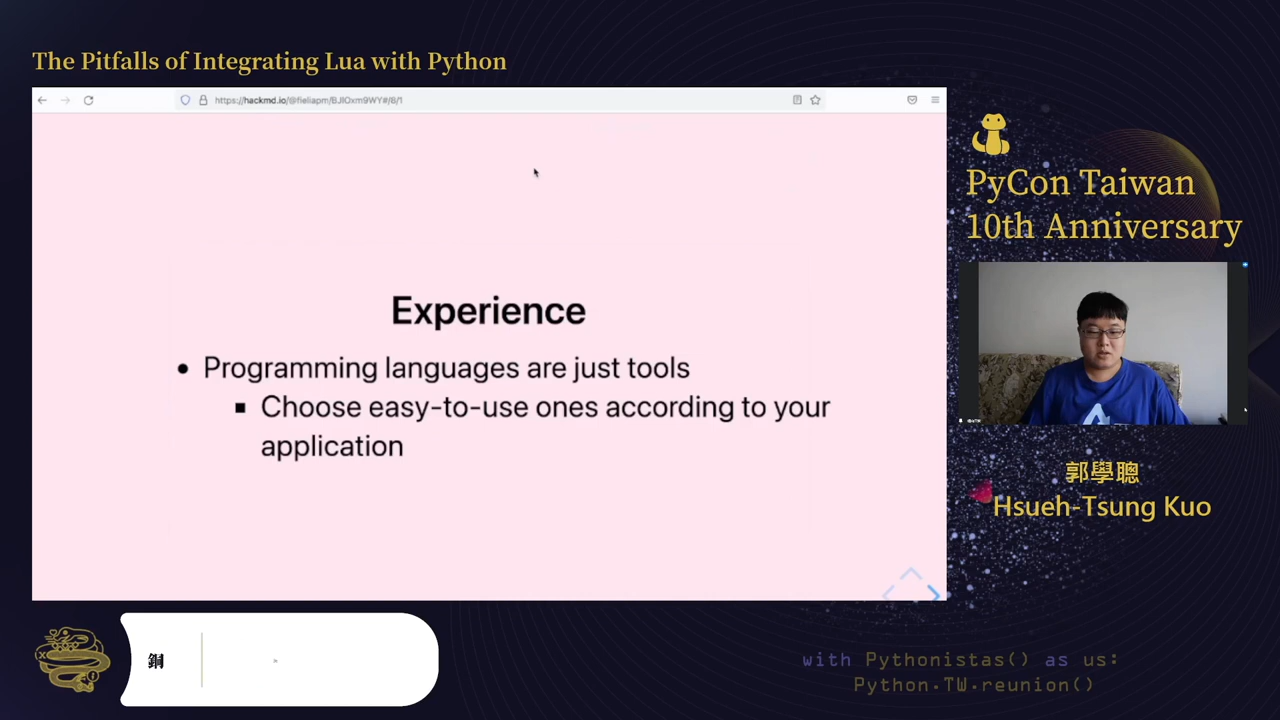 The Pitfalls of Integrating Lua with Python
https://hackmd.io/@fieliapm/BJIOxm9WY#/8/1
Experience
Programming languages are just tools
Choose easy-to-use ones according to your
application
PyCon Taiwan
10th Anniversary
郭學聰
Hsueh-Tsung Kuo
銅
with Pythonistas() as us:
Python.TW.reunion()